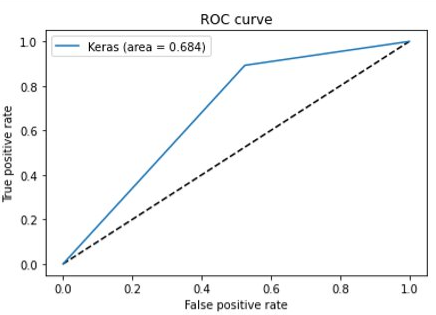 ROC curve
Keras (area = 0.684)
True positive rate
1.0
0.8
0.6
0.4
0.2
0.0
0.0 0.2 0.4 0.6 0.8 1.0
False positive rate